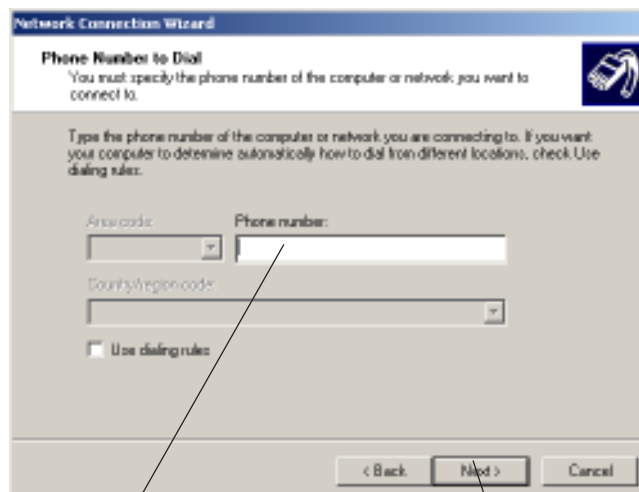 Network Connection Wizard
Phone Number to Dial
You must specify the phone number of the computer or network you want to
connect to.
Type the phone number of the computer or network you are connecting to. If you want
your computer to determine automatically how to dial from different locations, check Use
dialing rules.
Area code:
Phone number:
Country/region code:
Use dialing rules
< Back
Next >
Cancel